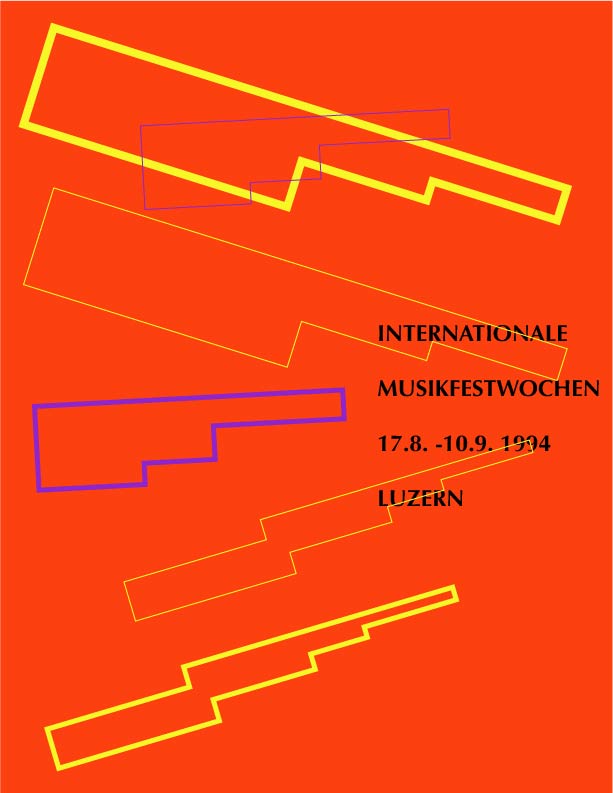 INTERNATIONALE
MUSIKFESTWOCHEN
17.8. -10.9. 1994
LUZERN